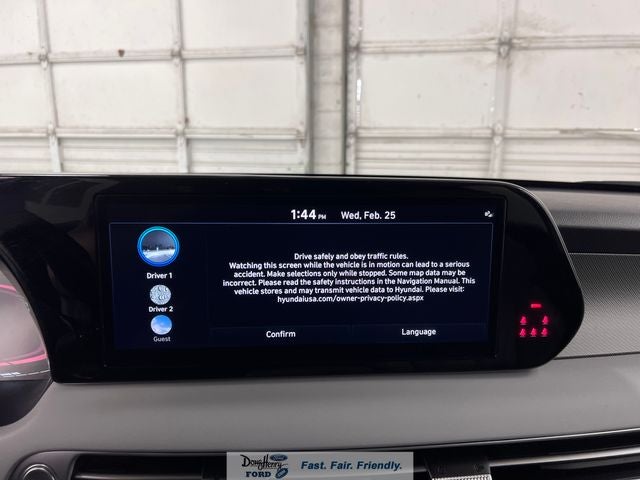 1:44 PM Wed, Feb. 25
Drive safely and obey traffic rules.
Watching this screen while the vehicle is in motion can lead to a serious
accident. Make selections only while stopped. Some map data may be
incorrect. Please read the safety instructions in the Navigation Manual. This
vehicle stores and may transmit vehicle data to Hyundai. Please visit:
hyundaiusa.com/owner-privacy-policy.aspx
Driver 1
Driver 2
Guest
Confirm
Language
Doug Henry
Ford
FORD
Fast. Fair. Friendly.